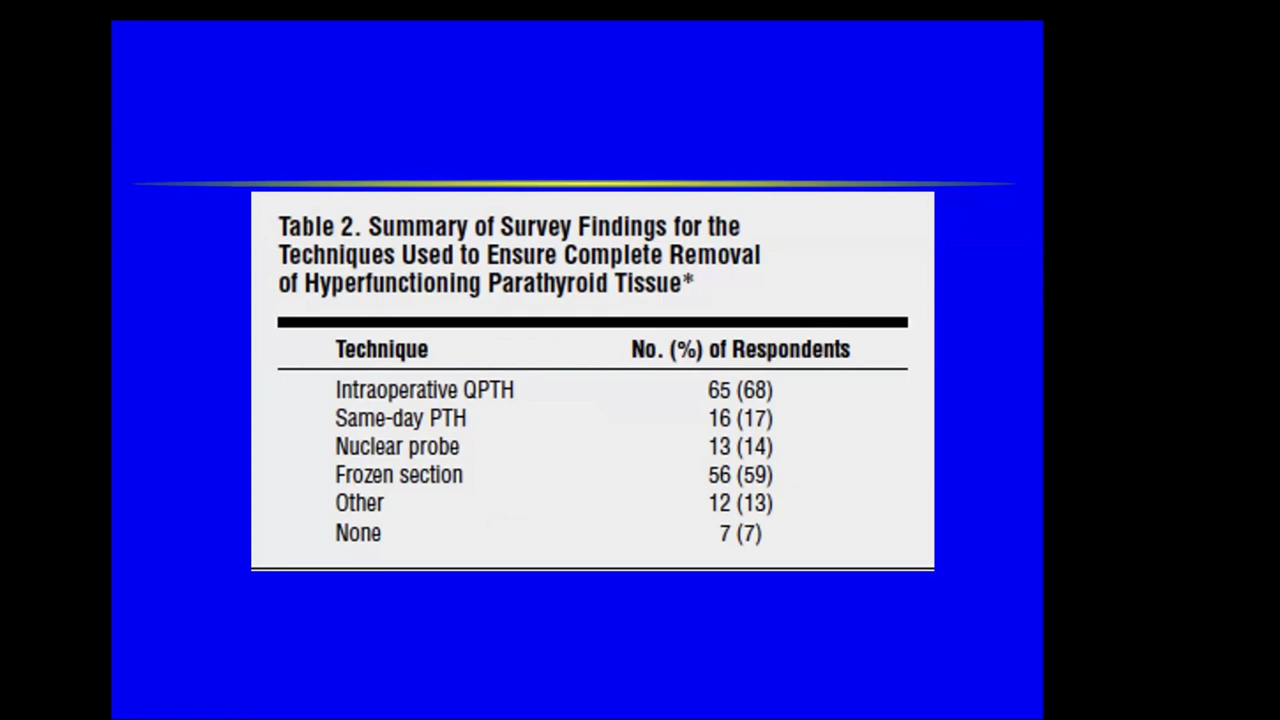 Table 2. Summary of Survey Findings for the
Techniques Used to Ensure Complete Removal
of Hyperfunctioning Parathyroid Tissue*
Technique No. (%) of Respondents
Intraoperative QPTH 65 (68)
Same-day PTH 16 (17)
Nuclear probe 13 (14)
Frozen section 56 (59)
Other 12 (13)
None 7 (7)